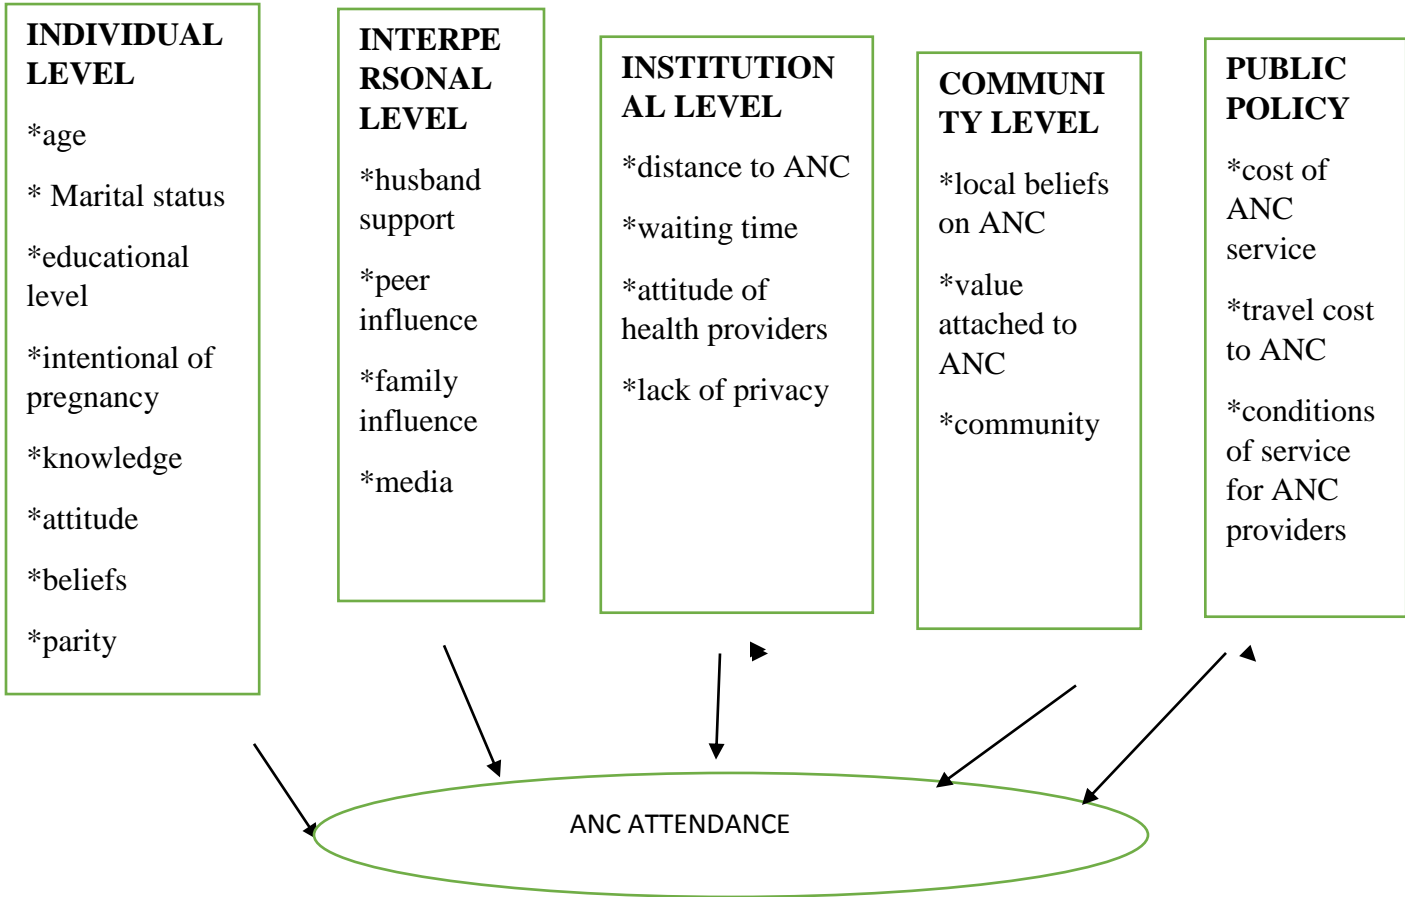 INDIVIDUAL
LEVEL
*age
* Marital status
*educational
level
*intentional of
pregnancy
*knowledge
*attitude
*beliefs
*parity
INTERPE
RSONAL
LEVEL
*husband
support
*peer
influence
*family
influence
*media
INSTITUTION
AL LEVEL
*distance to ANC
*waiting time
*attitude of
health providers
*lack of privacy
COMMUNI
TY LEVEL
*local beliefs
on ANC
*value
attached to
ANC
*community
PUBLIC
POLICY
*cost of
ANC
service
*travel cost
to ANC
*conditions
of service
for ANC
providers
ANC ATTENDANCE